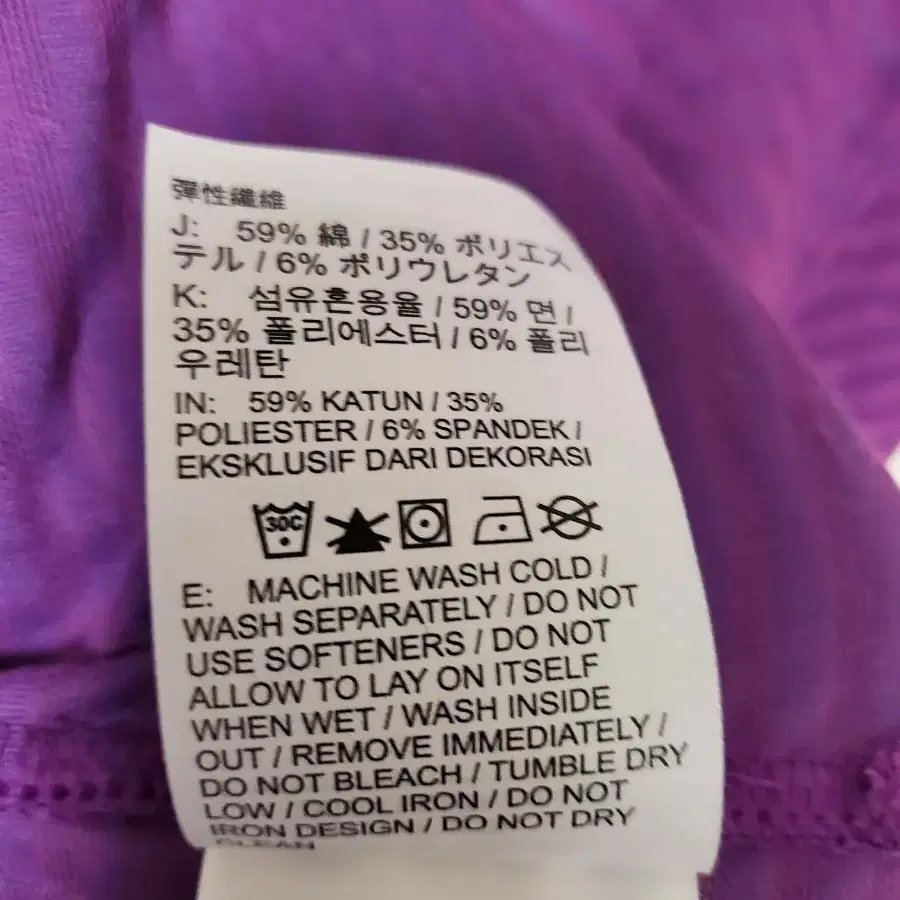 彈性纖維
J: 59% 綿 / 35% ポリエス
テル / 6% ポリウレタン
K: 섬유혼용율 / 59% 면 /
35% 폴리에스터 / 6% 폴리
우레탄
IN: 59% KATUN / 35%
POLIESTER / 6% SPANDEK /
EKSKLUSIF DARI DEKORASI
30C
E: MACHINE WASH COLD /
WASH SEPARATELY / DO NOT
USE SOFTENERS / DO NOT
ALLOW TO LAY ON ITSELF
WHEN WET / WASH INSIDE
OUT / REMOVE IMMEDIATELY /
DO NOT BLEACH / TUMBLE DRY
LOW / COOL IRON / DO NOT
IRON DESIGN / DO NOT DRY
CLEAN